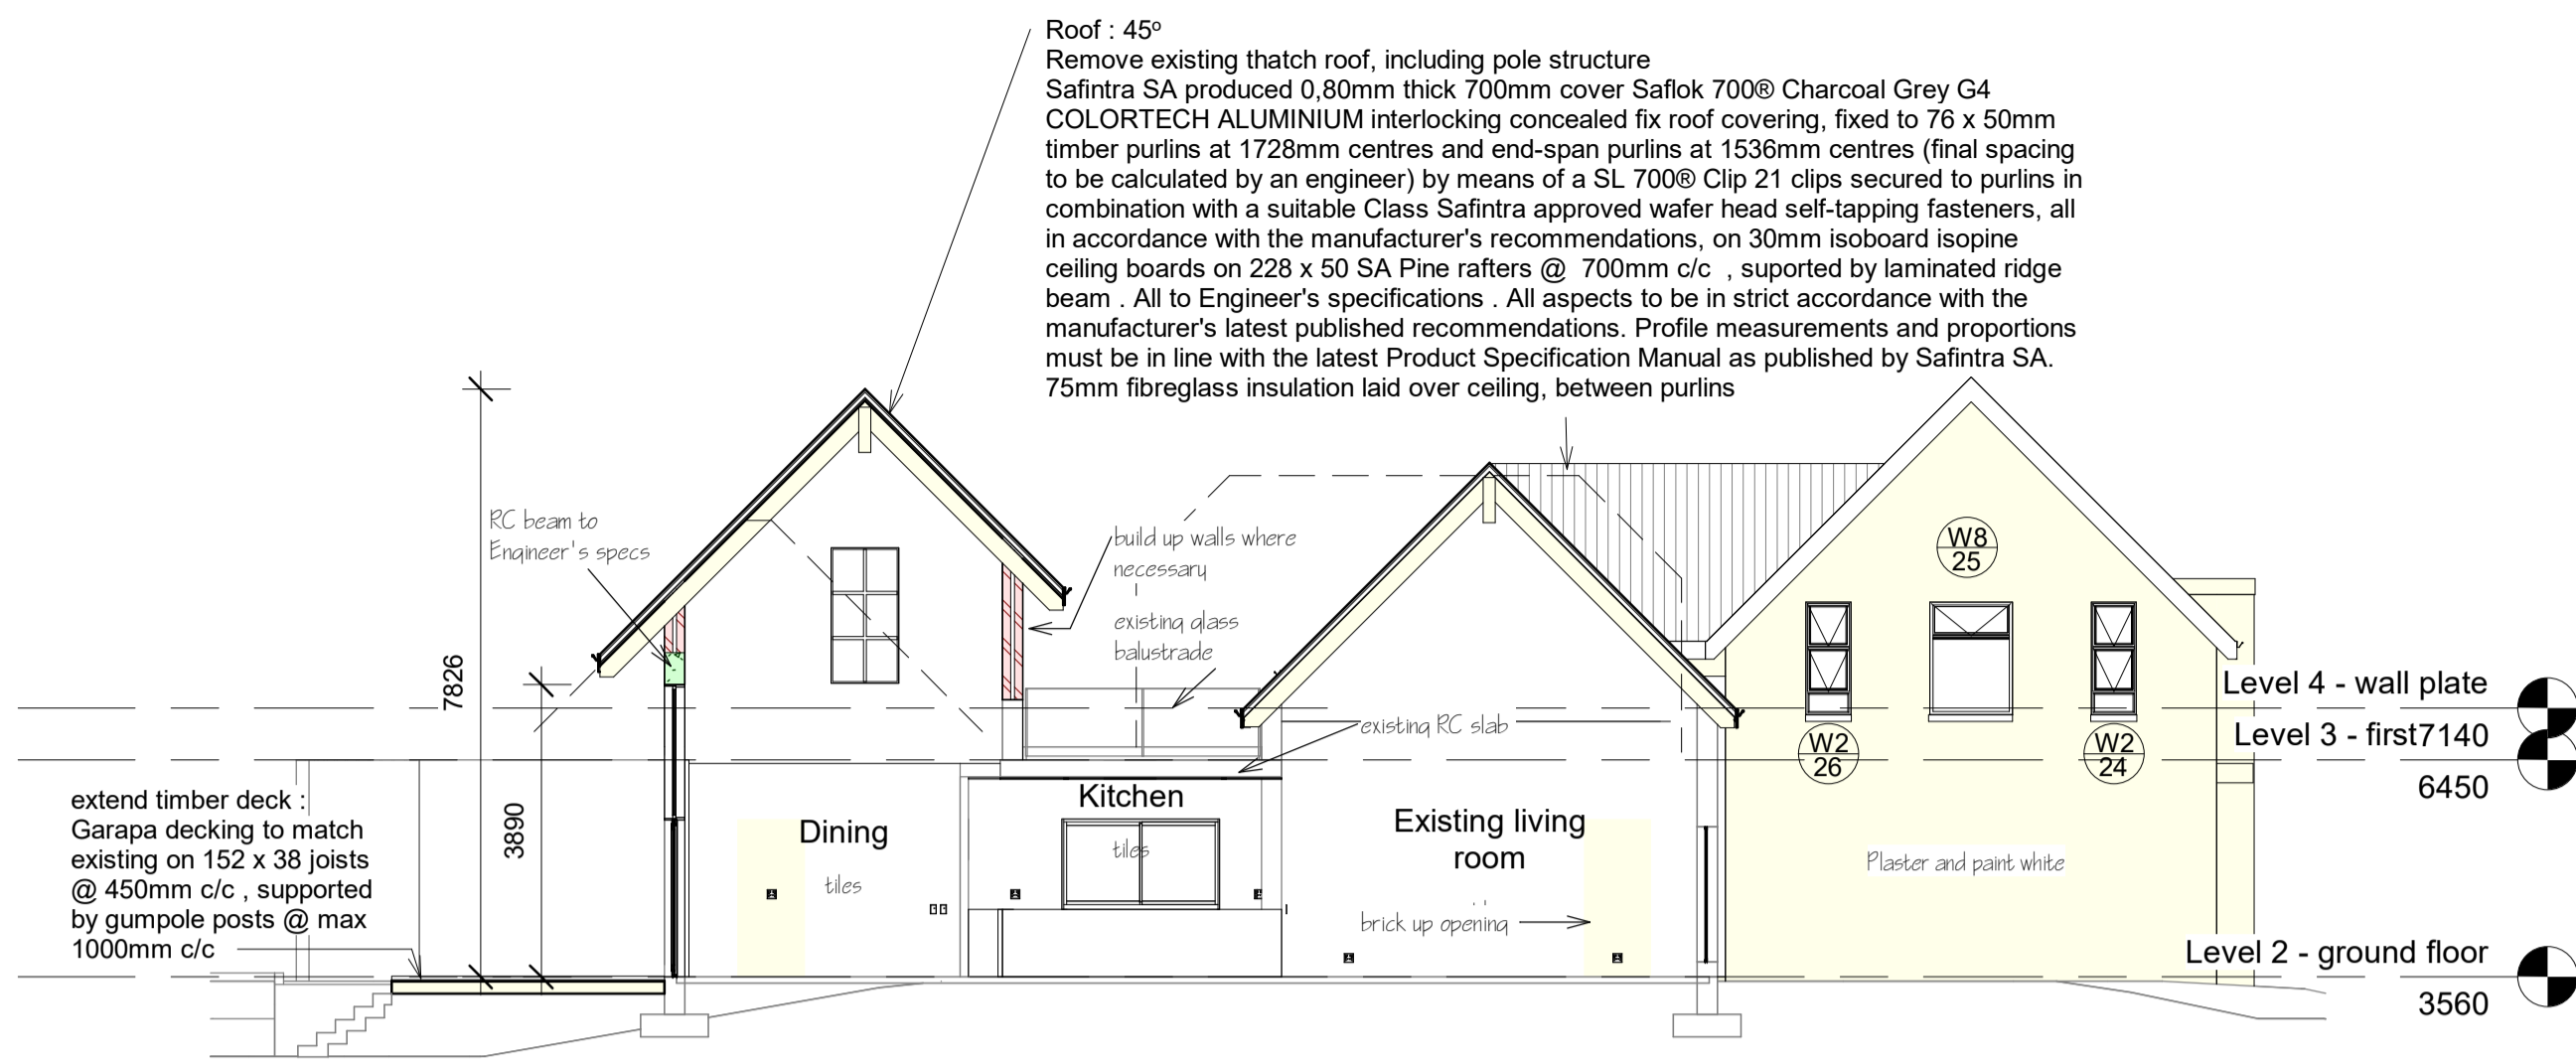 Roof : 45º
Remove existing thatch roof, including pole structure
Safintra SA produced 0,80mm thick 700mm cover Saflok 700® Charcoal Grey G4
COLORTECH ALUMINIUM interlocking concealed fix roof covering, fixed to 76 x 50mm
timber purlins at 1728mm centres and end-span purlins at 1536mm centres (final spacing
to be calculated by an engineer) by means of a SL 700® Clip 21 clips secured to purlins in
combination with a suitable Class Safintra approved wafer head self-tapping fasteners, all
in accordance with the manufacturer's recommendations, on 30mm isoboard isopine
ceiling boards on 228 x 50 SA Pine rafters @ 700mm c/c , suported by laminated ridge
beam . All to Engineer's specifications . All aspects to be in strict accordance with the
manufacturer's latest published recommendations. Profile measurements and proportions
must be in line with the latest Product Specification Manual as published by Safintra SA.
75mm fibreglass insulation laid over ceiling, between purlins
RC beam to
Engineer's specs
build up walls where
necessary
existing glass
balustrade
existing RC slab
W8
25
W2
26
W2
24
7826
3890
Level 4 - wall plate
7140
Level 3 - first
6450
Level 2 - ground floor
3560
extend timber deck :
Garapa decking to match
existing on 152 x 38 joists
@ 450mm c/c , supported
by gumpole posts @ max
1000mm c/c
Dining
tiles
Kitchen
tiles
Existing living
room
brick up opening
Plaster and paint white